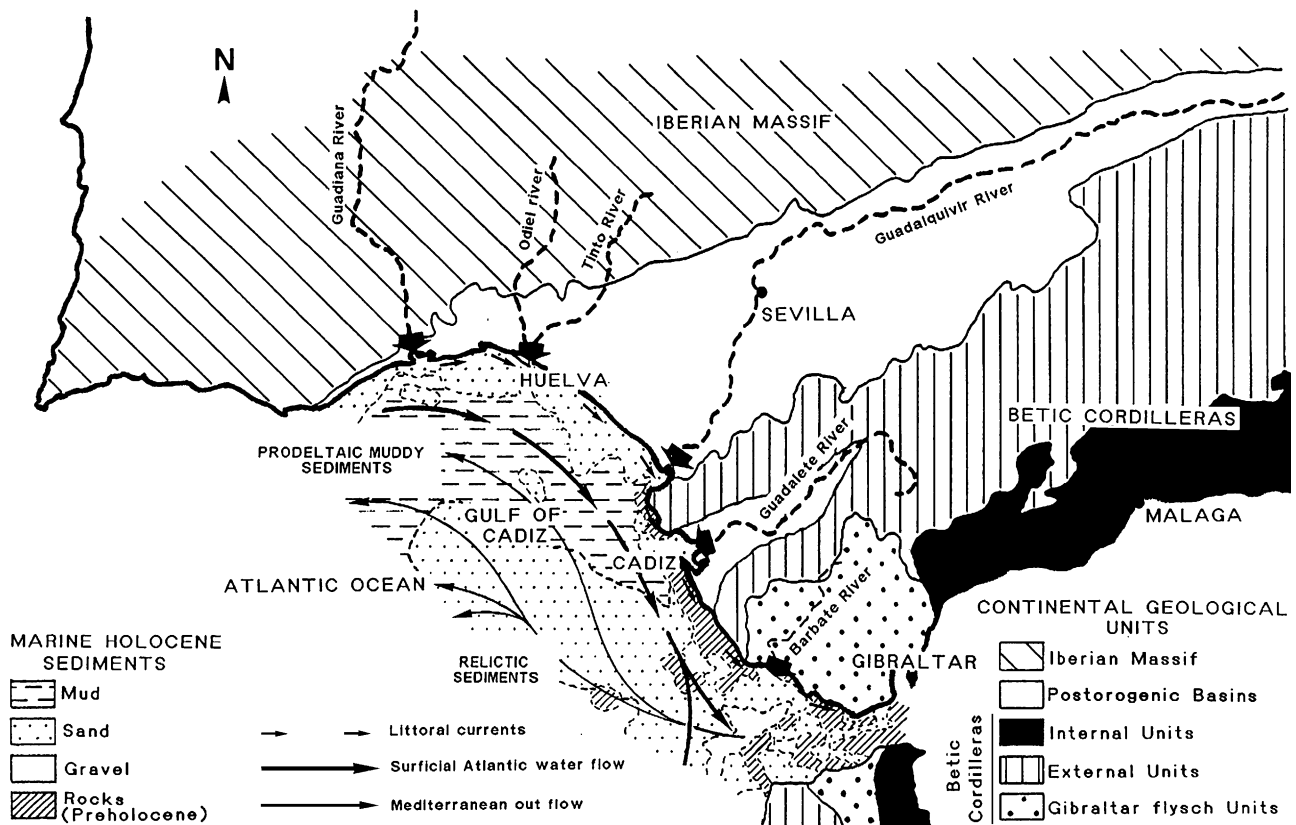 N
IBERIAN MASSIF
Guadiana River
Odiel river
Tinto River
Guadalquivir River
SEVILLA
HUELVA
BETIC CORDILLERAS
PRODELTAIC MUDDY
SEDIMENTS
Guadalete River
GULF OF
CADIZ
MALAGA
CADIZ
ATLANTIC OCEAN
Barbate River
GIBRALTAR
RELICTIC
SEDIMENTS
MARINE HOLOCENE
SEDIMENTS
Mud
Sand
Gravel
Rocks
(Preholocene)
Littoral currents
Surficial Atlantic water flow
Mediterranean out flow
CONTINENTAL GEOLOGICAL
UNITS
Iberian Massif
Postorogenic Basins
Internal Units
External Units
Gibraltar flysch Units
Betic
Cordilleras